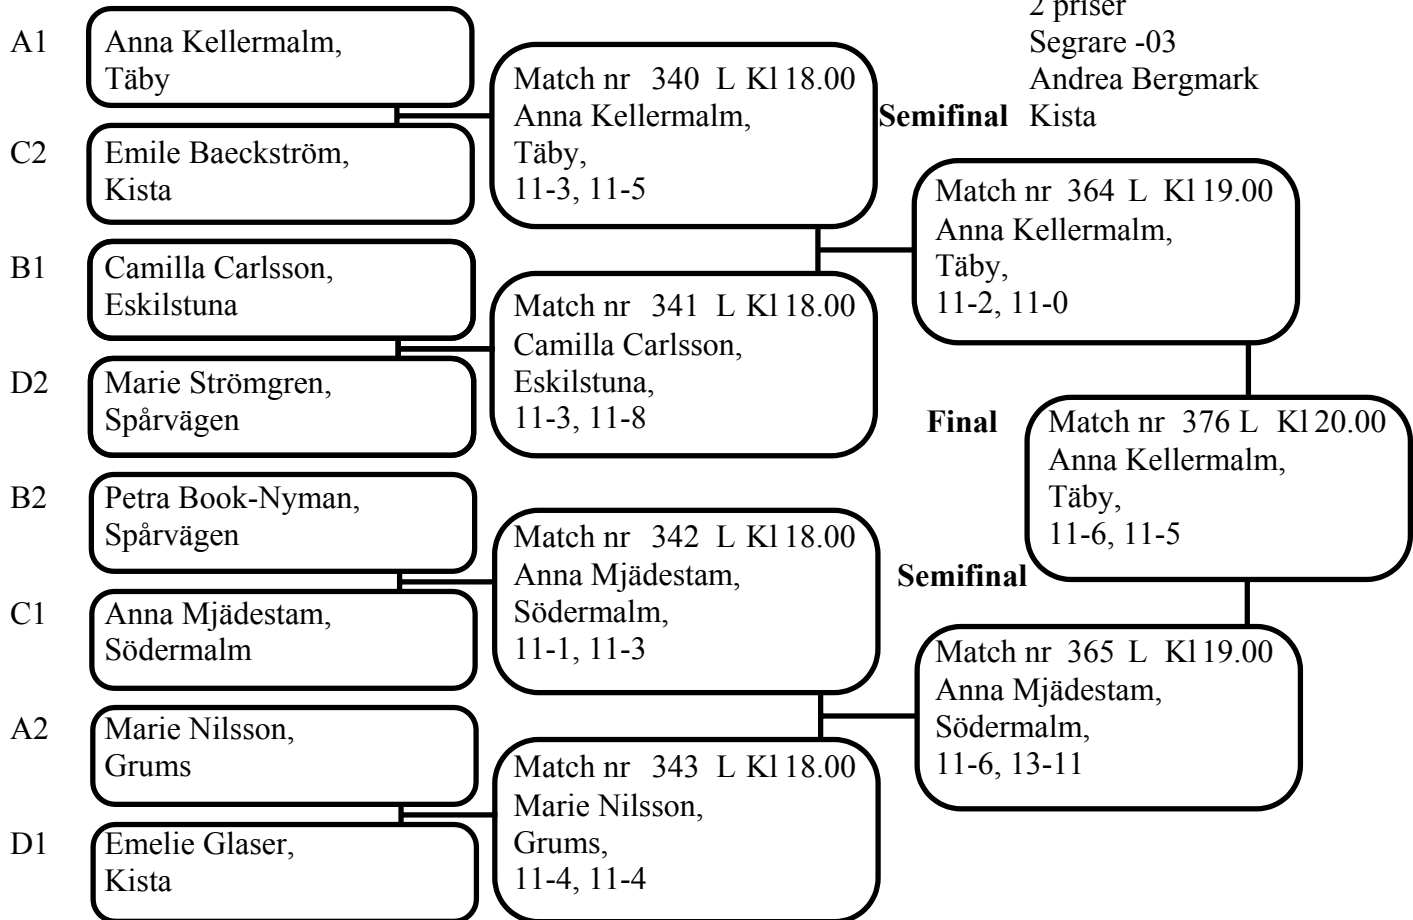 2 priser
Segrare -03
Andrea Bergmark
Kista
A1
Anna Kellermalm,
Täby
C2
Emile Baeckström,
Kista
B1
Camilla Carlsson,
Eskilstuna
D2
Marie Strömgren,
Spårvägen
B2
Petra Book-Nyman,
Spårvägen
C1
Anna Mjädestam,
Södermalm
A2
Marie Nilsson,
Grums
D1
Emelie Glaser,
Kista
Match nr 340 L Kl 18.00
Anna Kellermalm,
Täby,
11-3, 11-5
Match nr 341 L Kl 18.00
Camilla Carlsson,
Eskilstuna,
11-3, 11-8
Match nr 342 L Kl 18.00
Anna Mjädestam,
Södermalm,
11-1, 11-3
Match nr 343 L Kl 18.00
Marie Nilsson,
Grums,
11-4, 11-4
Semifinal
Match nr 364 L Kl 19.00
Anna Kellermalm,
Täby,
11-2, 11-0
Final
Match nr 376 L Kl 20.00
Anna Kellermalm,
Täby,
11-6, 11-5
Semifinal
Match nr 365 L Kl 19.00
Anna Mjädestam,
Södermalm,
11-6, 13-11